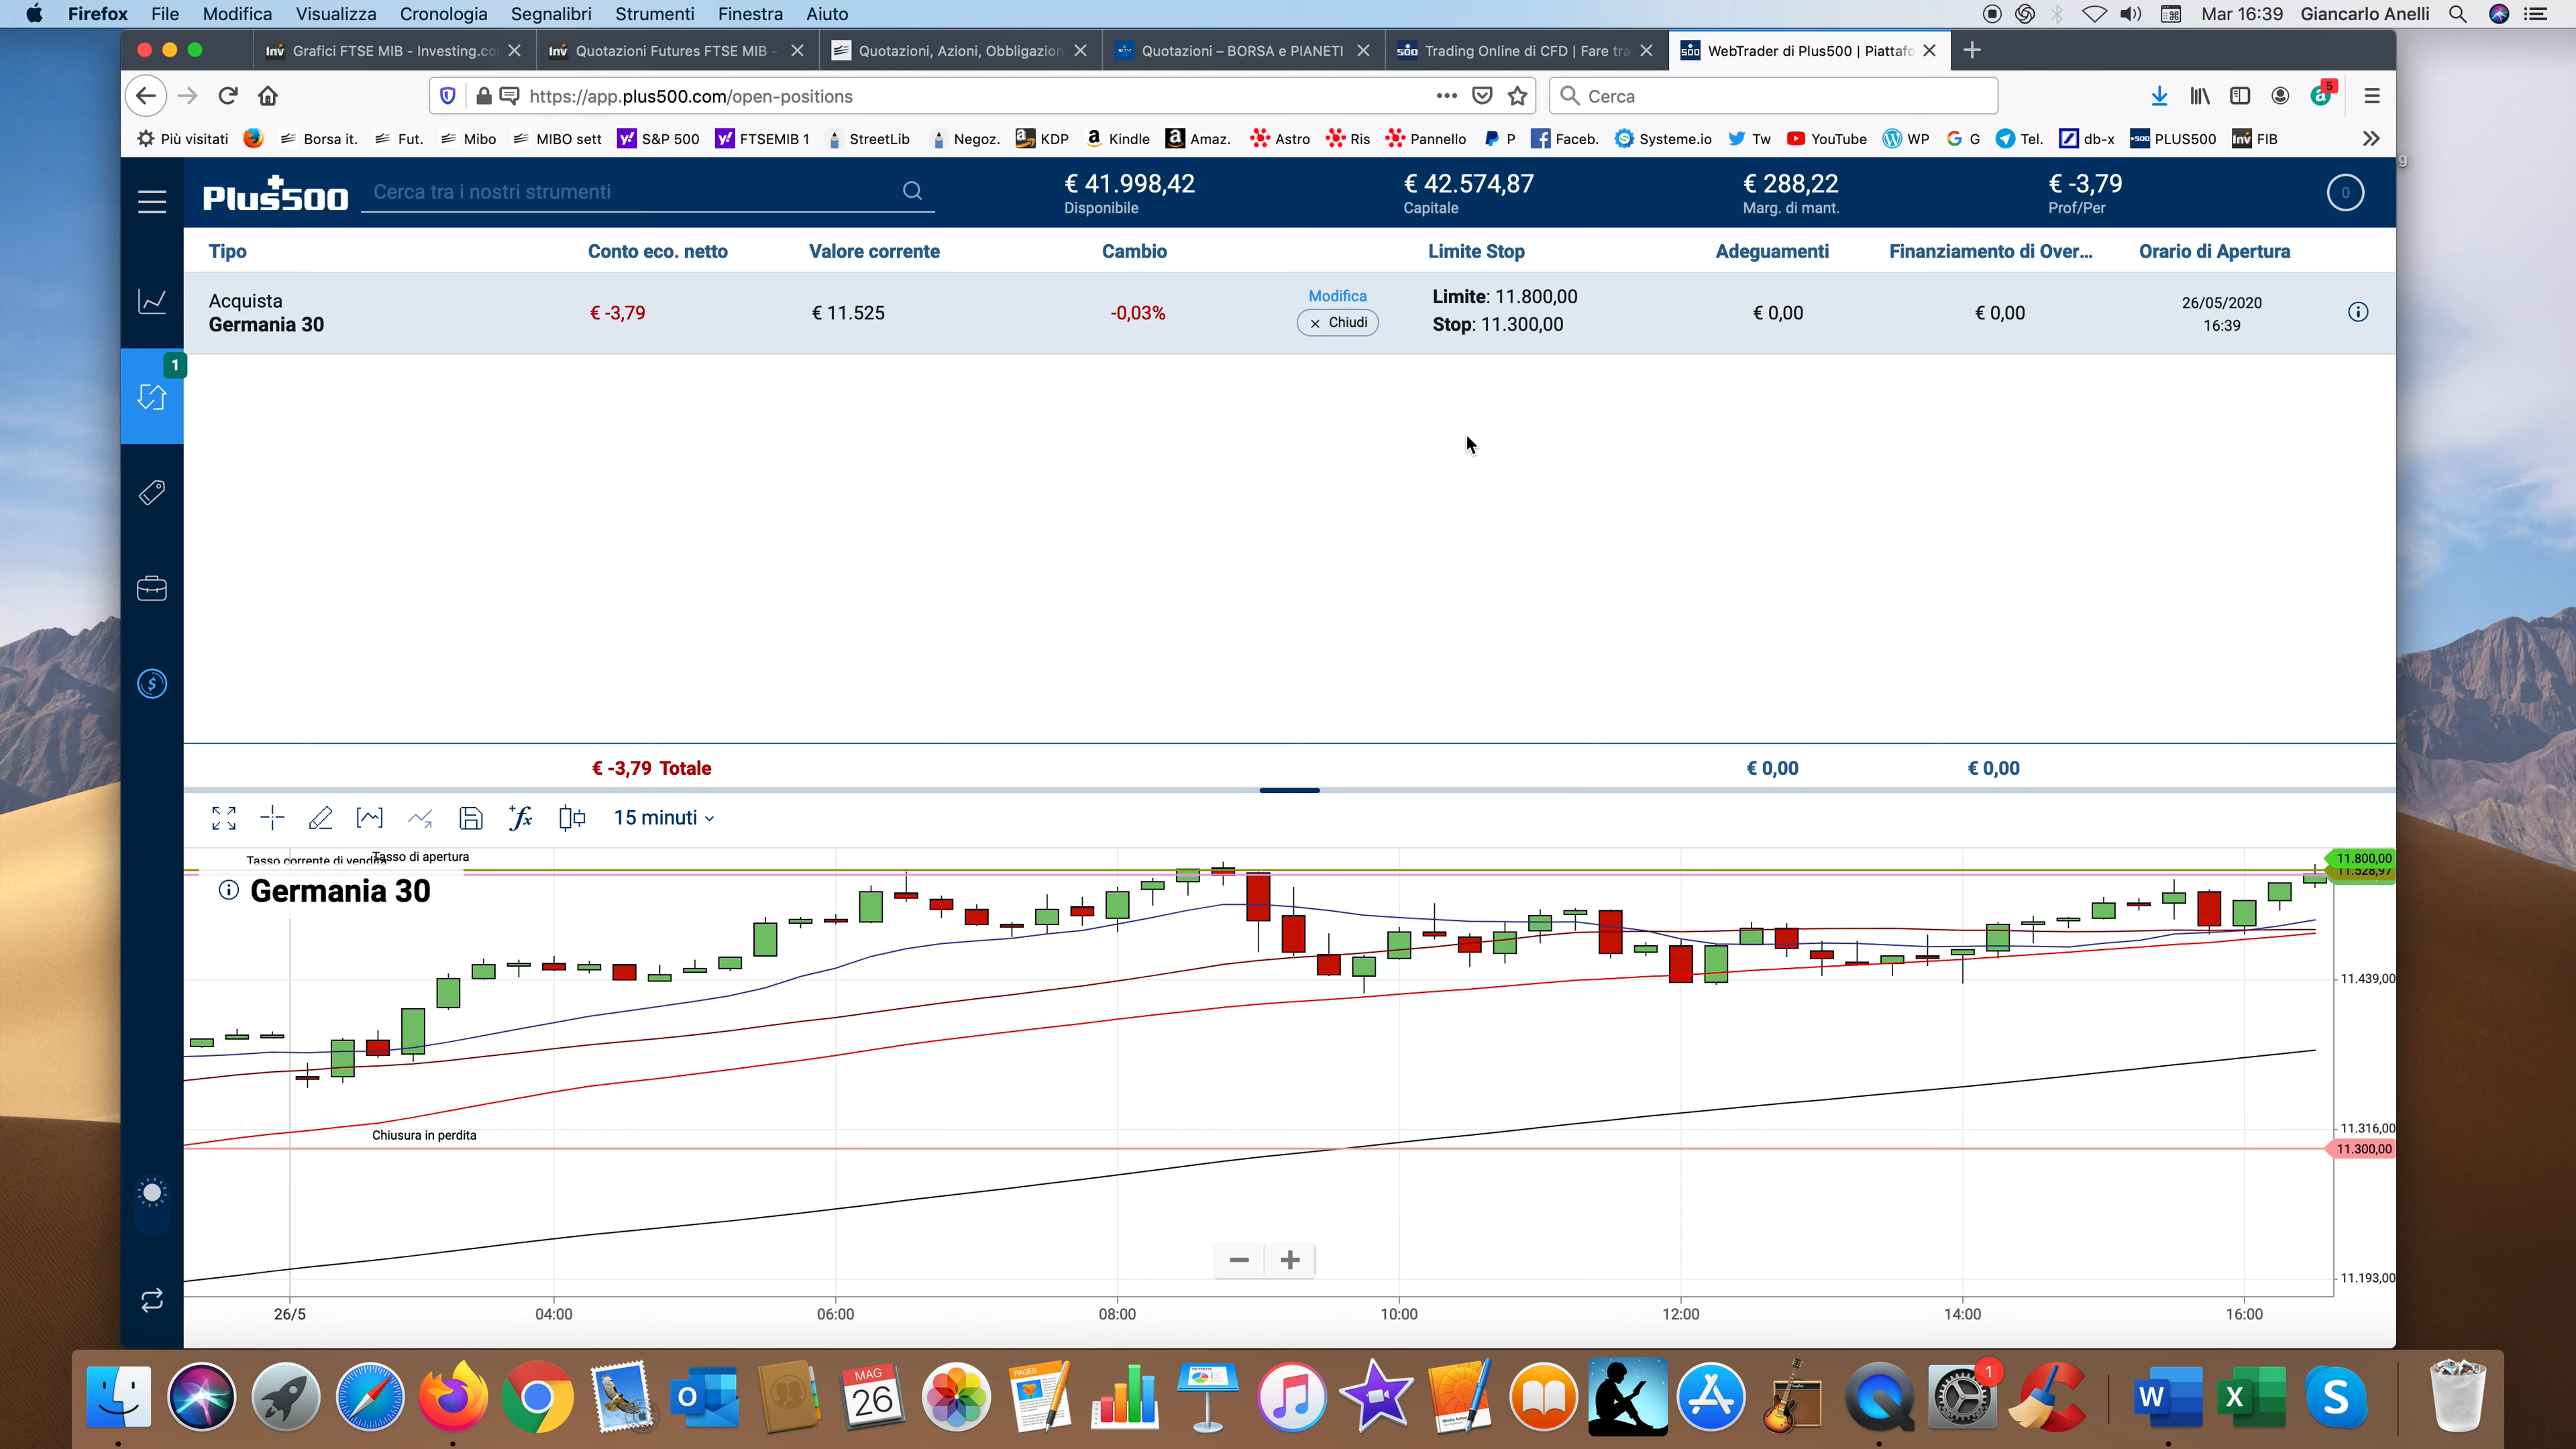 Firefox File Modifica Visualizza Cronologia Segnalibri Strumenti Finestra Aiuto Mar 16:39 Giancarlo Anelli
Grafici FTSE MIB - Investing.co Quotazioni Futures FTSE MIB - Quotazioni, Azioni, Obbligazion Quotazioni – BORSA e PIANETI Trading Online di CFD | Fare tra WebTrader di Plus500 | Piattafo
https://app.plus500.com/open-positions Cerca 5
Più visitati Borsa it. Fut. Mibo MIBO sett S&P 500 FTSEMIB 1 StreetLib Negoz. KDP Kindle Amaz. Astro Ris Pannello P Faceb. Systeme.io Tw YouTube WP G Tel. db-x PLUS500 FIB
Plus500 Cerca tra i nostri strumenti € 41.998,42 € 42.574,87 € 288,22 € -3,79 0
Disponibile Capitale Marg. di mant. Prof/Per
Tipo Conto eco. netto Valore corrente Cambio Limite Stop Adeguamenti Finanziamento di Over... Orario di Apertura
Acquista Modifica Limite: 11.800,00 26/05/2020
€ -3,79 € 11.525 -0,03% € 0,00 € 0,00
Germania 30 × Chiudi Stop: 11.300,00 16:39
1
€ -3,79 Totale € 0,00 € 0,00
15 minuti
Tasso corrente di vendita Tasso di apertura 11.800,00
11.528,97
Germania 30
11.439,00
Chiusura in perdita 11.316,00
11.300,00
11.193,00
26/5 04:00 06:00 08:00 10:00 12:00 14:00 16:00
MAG
26
PAGES
1